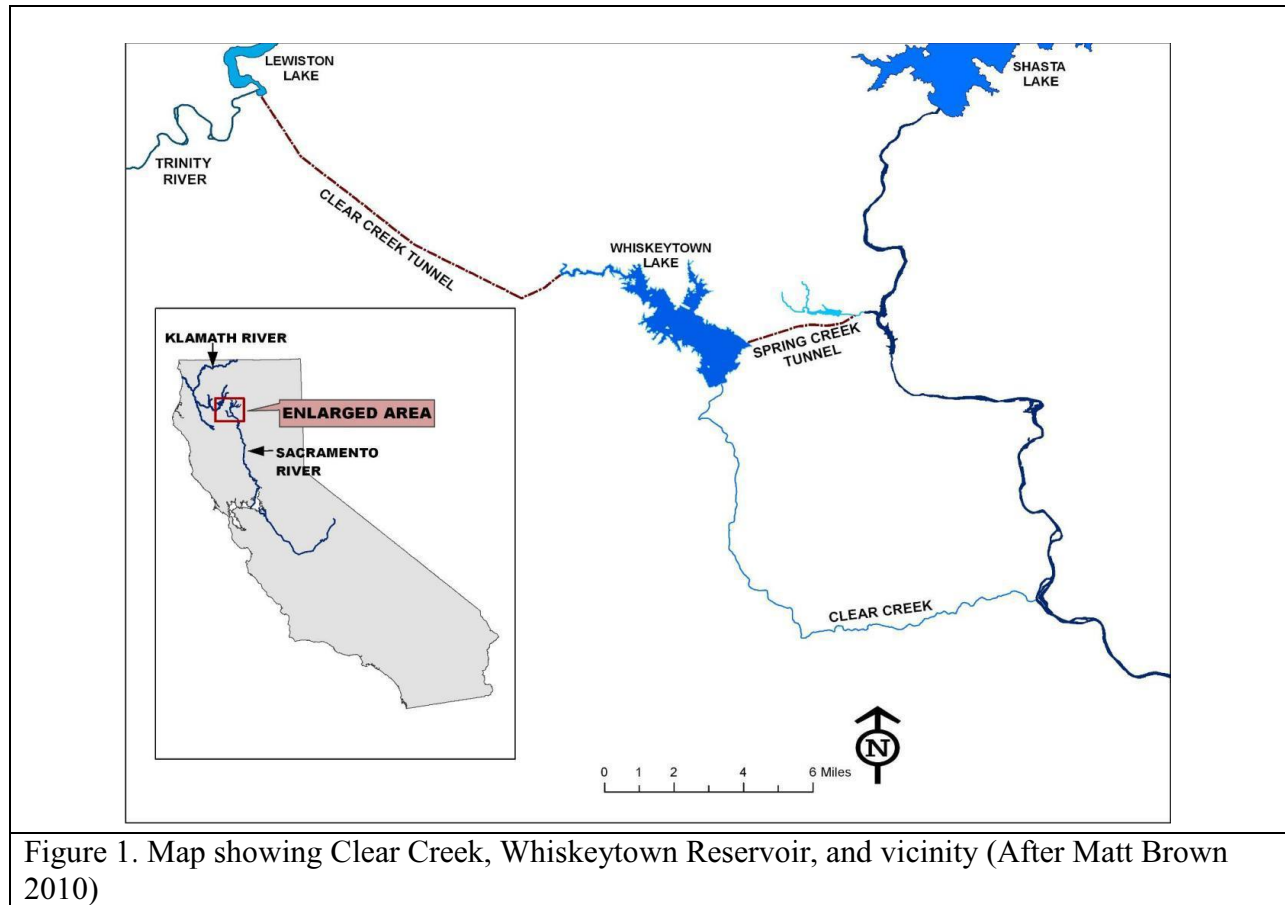 LEWISTON
LAKE
SHASTA
LAKE
TRINITY
RIVER
CLEAR CREEK TUNNEL
WHISKEYTOWN
LAKE
SPRING CREEK
TUNNEL
KLAMATH RIVER
ENLARGED AREA
SACRAMENTO
RIVER
CLEAR CREEK
N
0 1 2 4 6 Miles
Figure 1. Map showing Clear Creek, Whiskeytown Reservoir, and vicinity (After Matt Brown
2010)